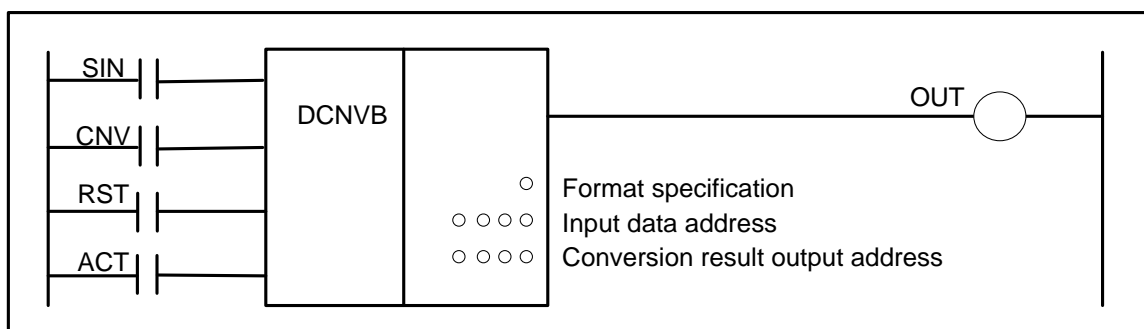 SIN
CNV
RST
ACT
DCNVB
OUT
Format specification
Input data address
Conversion result output address